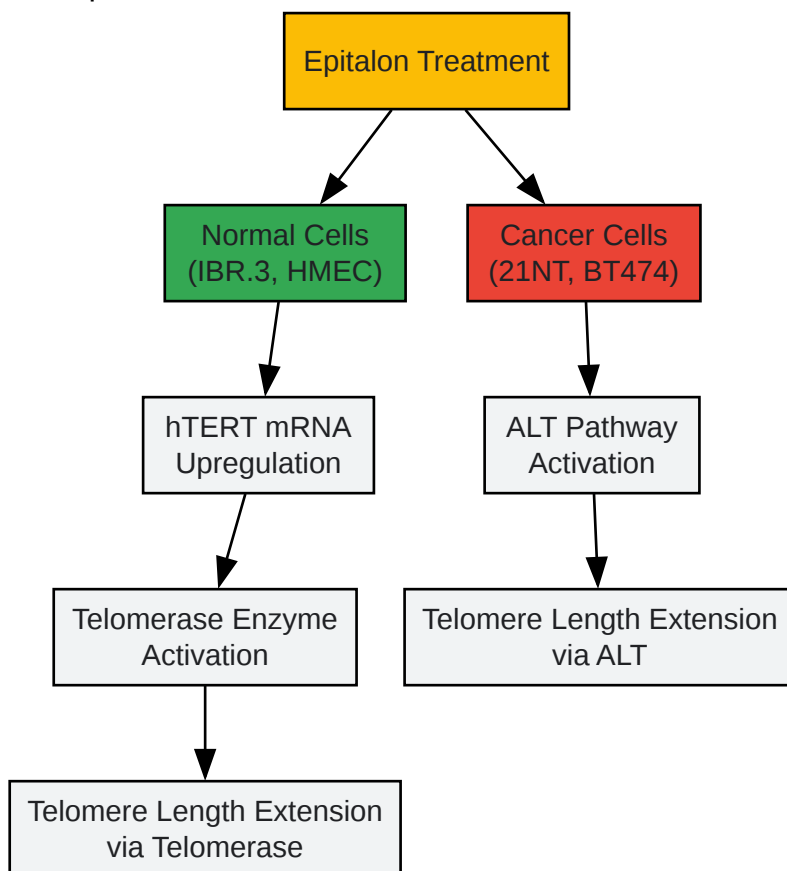 Epitalon Treatment
Normal Cells
(IBR.3, HMEC)
Cancer Cells
(21NT, BT474)
hTERT mRNA
Upregulation
ALT Pathway
Activation
Telomerase Enzyme
Activation
Telomere Length Extension
via ALT
Telomere Length Extension
via Telomerase